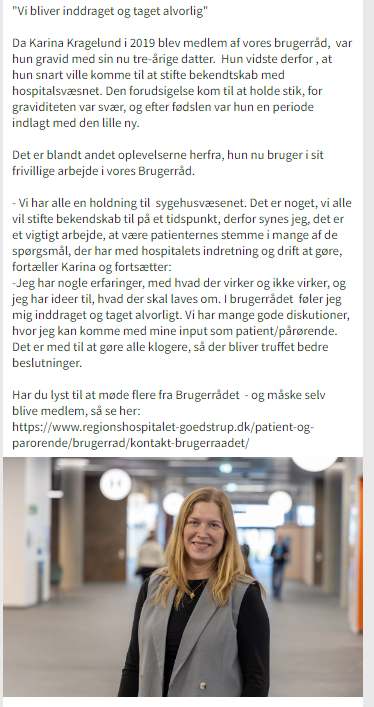 "Vi bliver inddraget og taget alvorlig"
Da Karina Kragelund i 2019 blev medlem af vores brugerråd,  var
hun gravid med sin nu tre-årige datter.  Hun vidste derfor , at
hun snart ville komme til at stifte bekendtskab med
hospitalsvæsnet. Den forudsigelse kom til at holde stik, for
graviditeten var svær, og efter fødslen var hun en periode
indlagt med den lille ny.
Det er blandt andet oplevelserne herfra, hun nu bruger i sit
frivillige arbejde i vores Brugerråd.
- Vi har alle en holdning til  sygehusvæsenet. Det er noget, vi alle
vil stifte bekendskab til på et tidspunkt, derfor synes jeg, det er
et vigtigt arbejde, at være patienternes stemme i mange af de
spørgsmål, der har med hospitalets indretning og drift at gøre,
fortæller Karina og fortsætter:
-Jeg har nogle erfaringer, med hvad der virker og ikke virker, og
jeg har ideer til, hvad der skal laves om. I brugerrådet  føler jeg
mig inddraget og taget alvorligt. Vi har mange gode diskutioner,
hvor jeg kan komme med mine input som patient/pårørende.
Det er med til at gøre alle klogere, så der bliver truffet bedre
beslutninger.
Har du lyst til at møde flere fra Brugerrådet  - og måske selv
blive medlem, så se her:
https://www.regionshospitalet-goedstrup.dk/patient-og-
parorende/brugerrad/kontakt-brugerraadet/